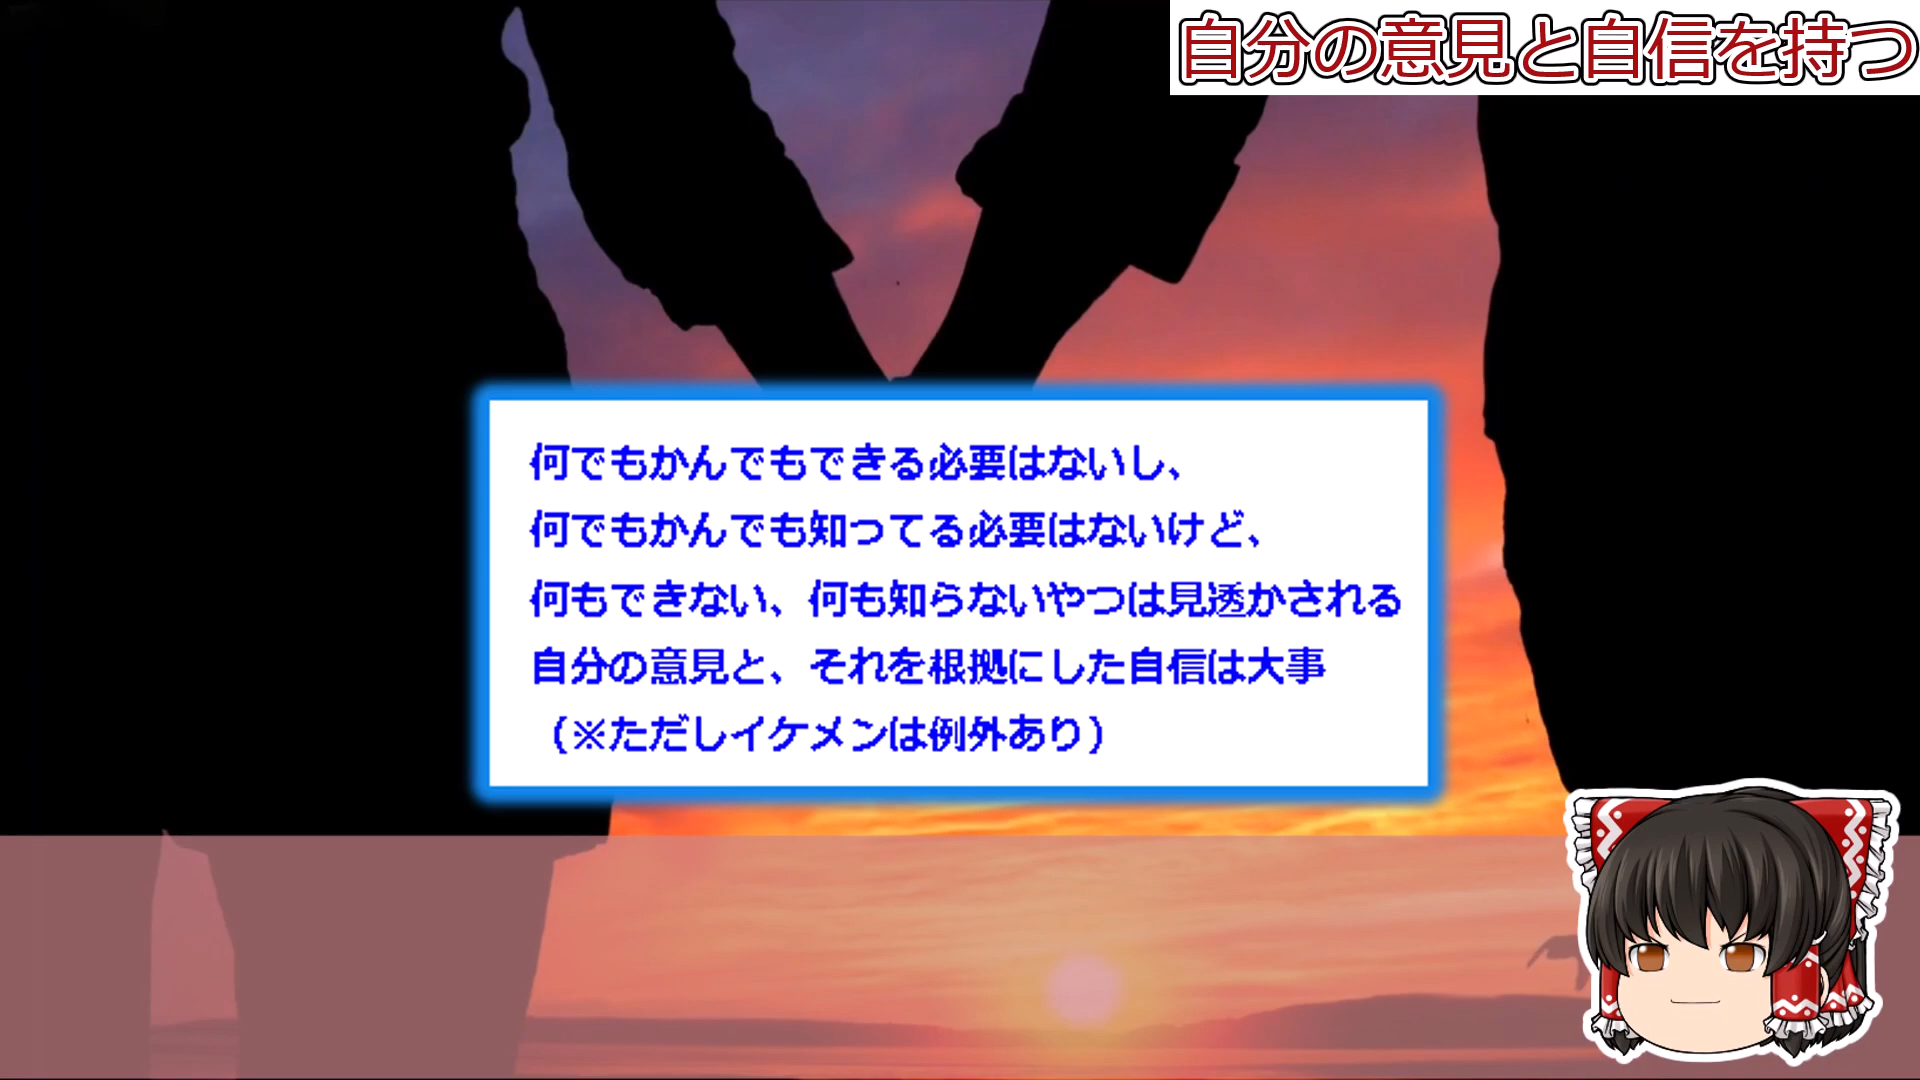 自分の意見と自信を持つ
何でもかんでもできる必要はないし、
何でもかんでも知ってる必要はないけど、
何もできない、何も知らないやつは見透かされる
自分の意見と、それを根拠にした自信は大事
（※ただしイケメンは例外あり）